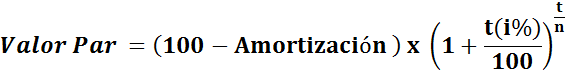 Valor Par = (100 − Amortización ) x (1 + t(i%)/100)^(t/n)